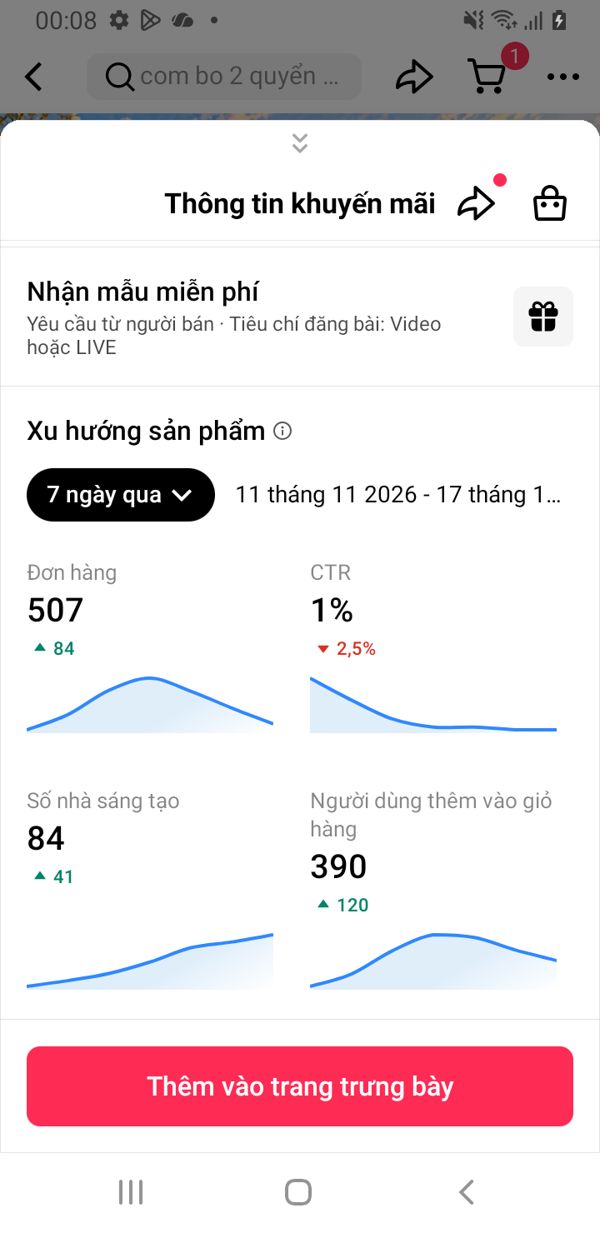 00:08
com bo 2 quyển ...
1
Thông tin khuyến mãi
Nhận mẫu miễn phí
Yêu cầu từ người bán · Tiêu chí đăng bài: Video
hoặc LIVE
Xu hướng sản phẩm
7 ngày qua
11 tháng 11 2026 - 17 tháng 1...
Đơn hàng
507
84
CTR
1%
2,5%
Số nhà sáng tạo
84
41
Người dùng thêm vào giỏ
hàng
390
120
Thêm vào trang trưng bày